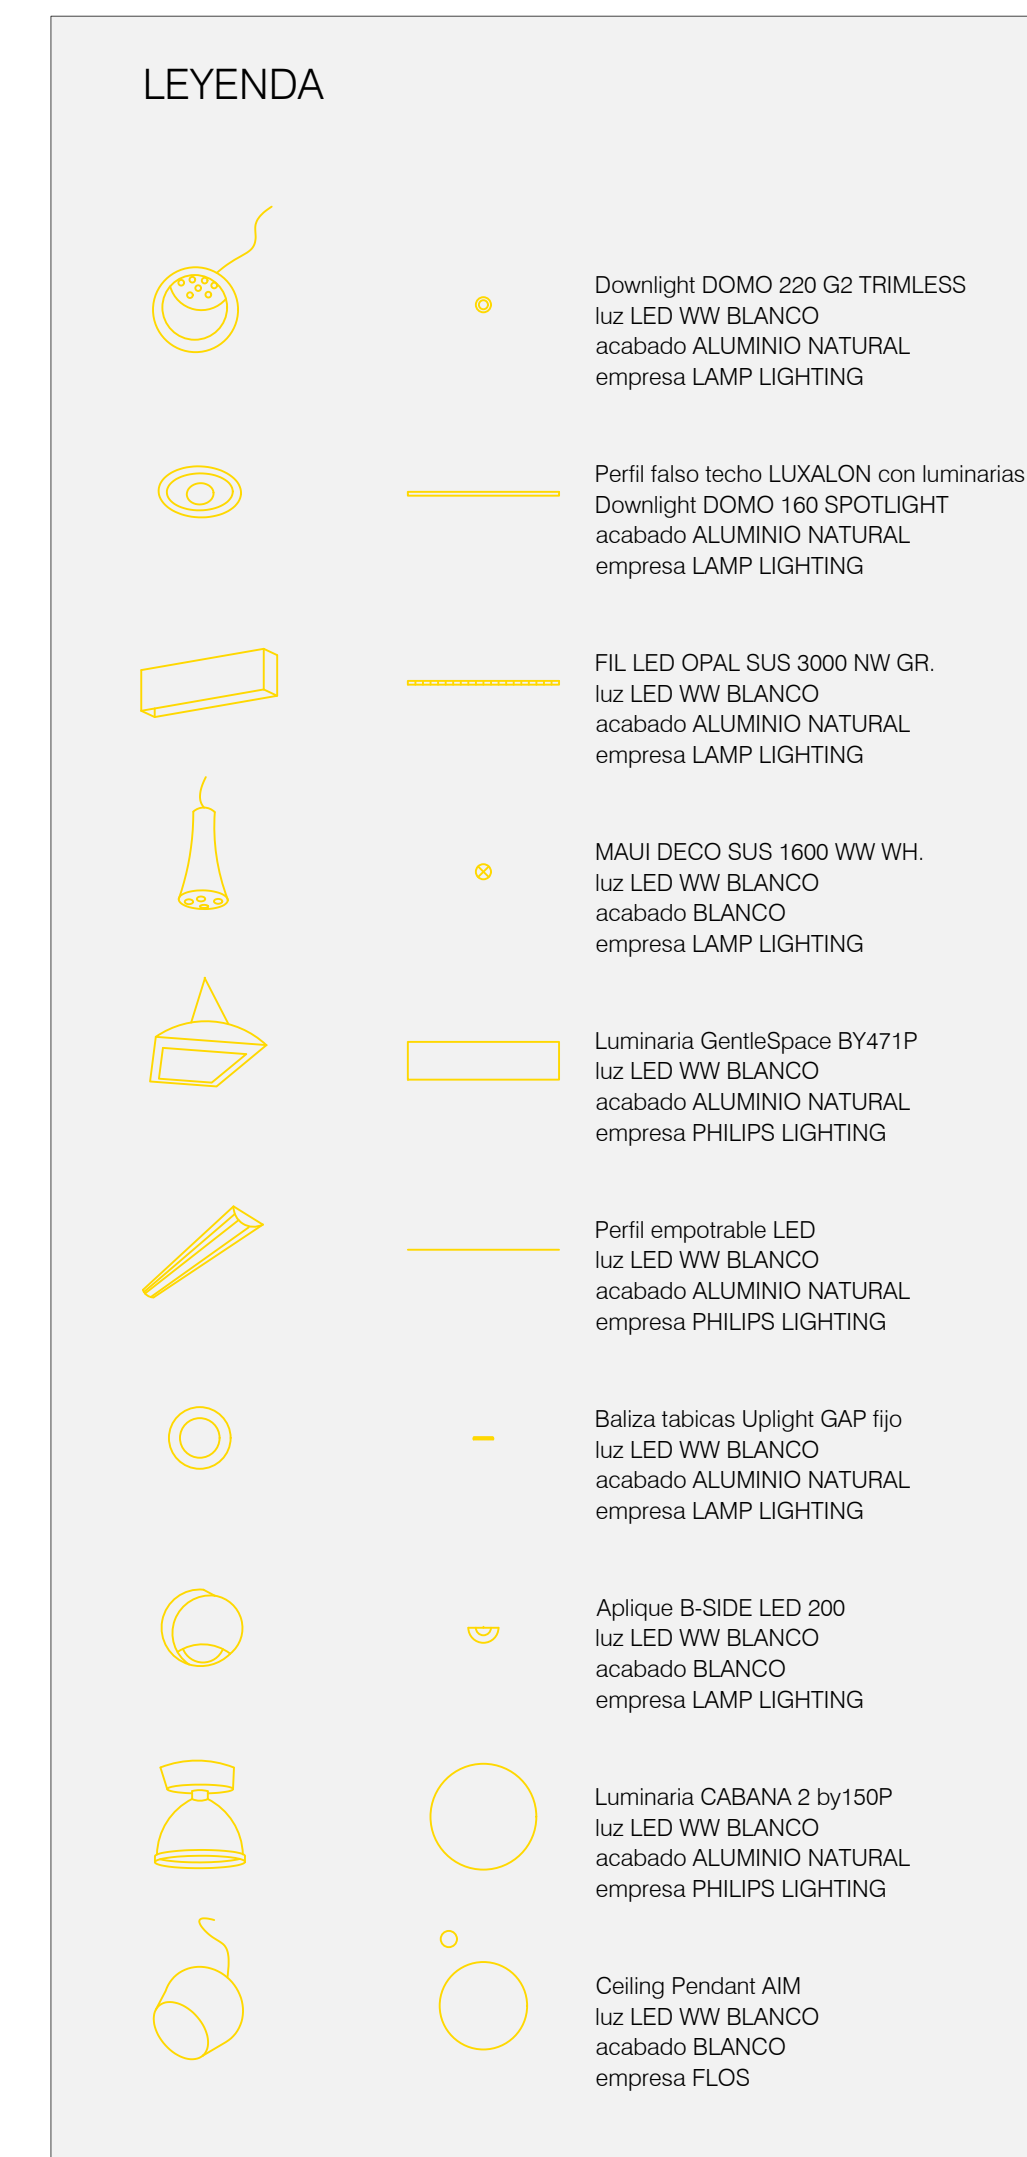 LEYENDA
Downlight DOMO 220 G2 TRIMLESS
luz LED WW BLANCO
acabado ALUMINIO NATURAL
empresa LAMP LIGHTING
Perfil falso techo LUXALON con luminarias
Downlight DOMO 160 SPOTLIGHT
acabado ALUMINIO NATURAL
empresa LAMP LIGHTING
FIL LED OPAL SUS 3000 NW GR.
luz LED WW BLANCO
acabado ALUMINIO NATURAL
empresa LAMP LIGHTING
MAUI DECO SUS 1600 WW WH.
luz LED WW BLANCO
acabado BLANCO
empresa LAMP LIGHTING
Luminaria GentleSpace BY471P
luz LED WW BLANCO
acabado ALUMINIO NATURAL
empresa PHILIPS LIGHTING
Perfil empotrable LED
luz LED WW BLANCO
acabado ALUMINIO NATURAL
empresa PHILIPS LIGHTING
Baliza tabicas Uplight GAP fijo
luz LED WW BLANCO
acabado ALUMINIO NATURAL
empresa LAMP LIGHTING
Aplique B-SIDE LED 200
luz LED WW BLANCO
acabado BLANCO
empresa LAMP LIGHTING
Luminaria CABANA 2 by150P
luz LED WW BLANCO
acabado ALUMINIO NATURAL
empresa PHILIPS LIGHTING
Ceiling Pendant AIM
luz LED WW BLANCO
acabado BLANCO
empresa FLOS